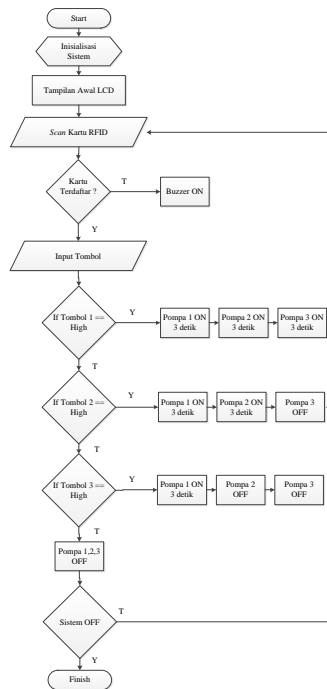 Start
Inisialisasi
Sistem
Tampilan Awal LCD
Scan Kartu RFID
Kartu
Terdaftar ?
T
Buzzer ON
Y
Input Tombol
If Tombol 1 ==
High
Y
Pompa 1 ON
3 detik
Pompa 2 ON
3 detik
Pompa 3 ON
3 detik
T
If Tombol 2 ==
High
Y
Pompa 1 ON
3 detik
Pompa 2 ON
3 detik
Pompa 3
OFF
T
If Tombol 3 ==
High
Y
Pompa 1 ON
3 detik
Pompa 2
OFF
Pompa 3
OFF
T
Pompa 1,2,3
OFF
Sistem OFF
T
Y
Finish